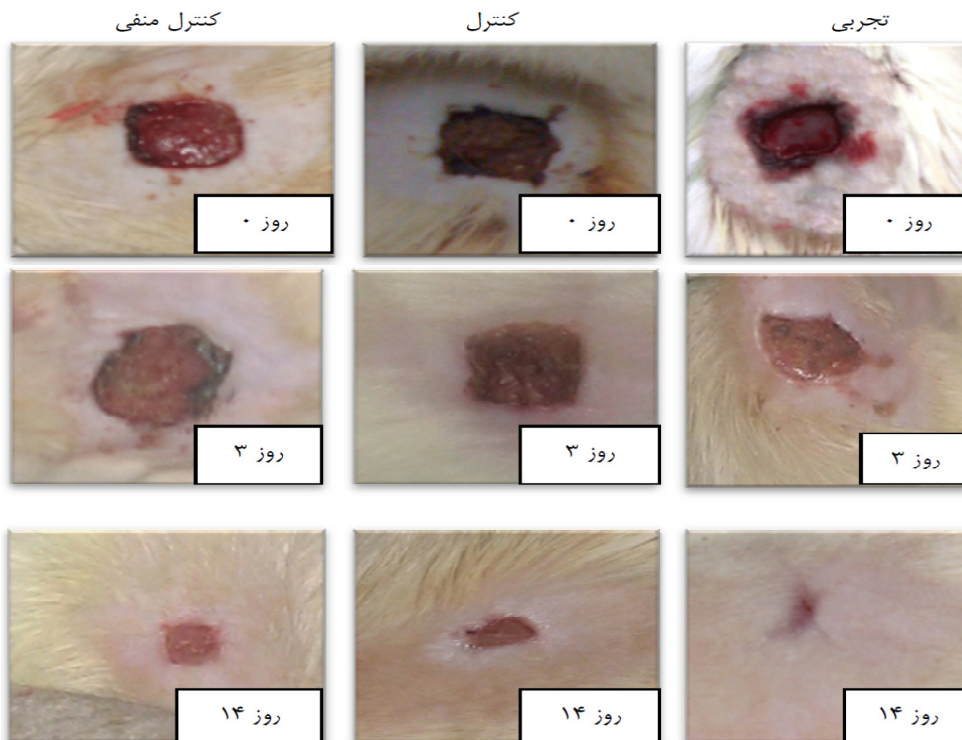 تجربی
کنترل
کنترل منفی
روز ۰
روز ۰
روز ۰
روز ۳
روز ۳
روز ۳
روز ۱۴
روز ۱۴
روز ۱۴